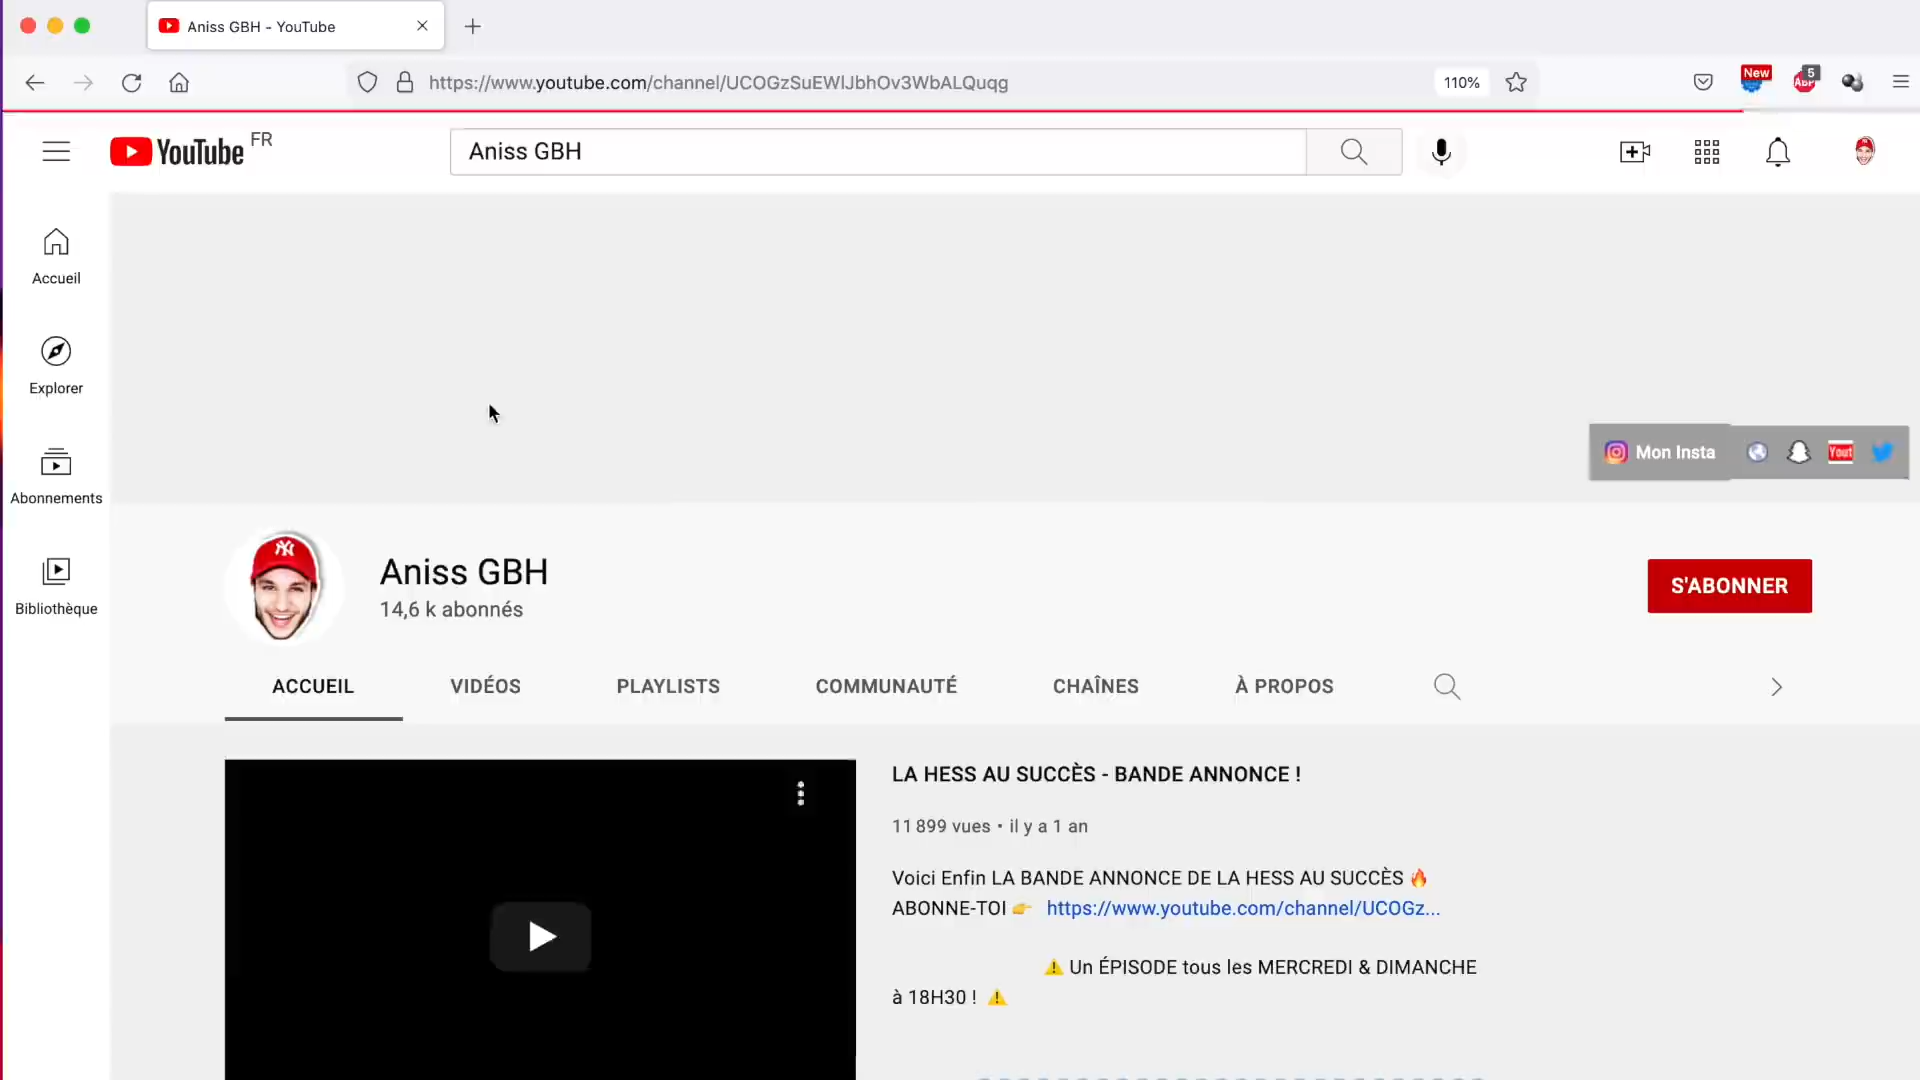 Aniss GBH - YouTube
https://www.youtube.com/channel/UCOGzSuEWlJbhOv3WbALQuqg
110%
New
ABP
5
YouTube FR
Aniss GBH
Accueil
Explorer
Abonnements
Bibliothèque
Mon Insta
Yout
Aniss GBH
14,6 k abonnés
S'ABONNER
ACCUEIL
VIDÉOS
PLAYLISTS
COMMUNAUTÉ
CHAÎNES
À PROPOS
LA HESS AU SUCCÈS - BANDE ANNONCE !
11 899 vues • il y a 1 an
Voici Enfin LA BANDE ANNONCE DE LA HESS AU SUCCÈS 🔥
ABONNE-TOI 👉 https://www.youtube.com/channel/UCOGz...
⚠️ Un ÉPISODE tous les MERCREDI & DIMANCHE
à 18H30 ! ⚠️